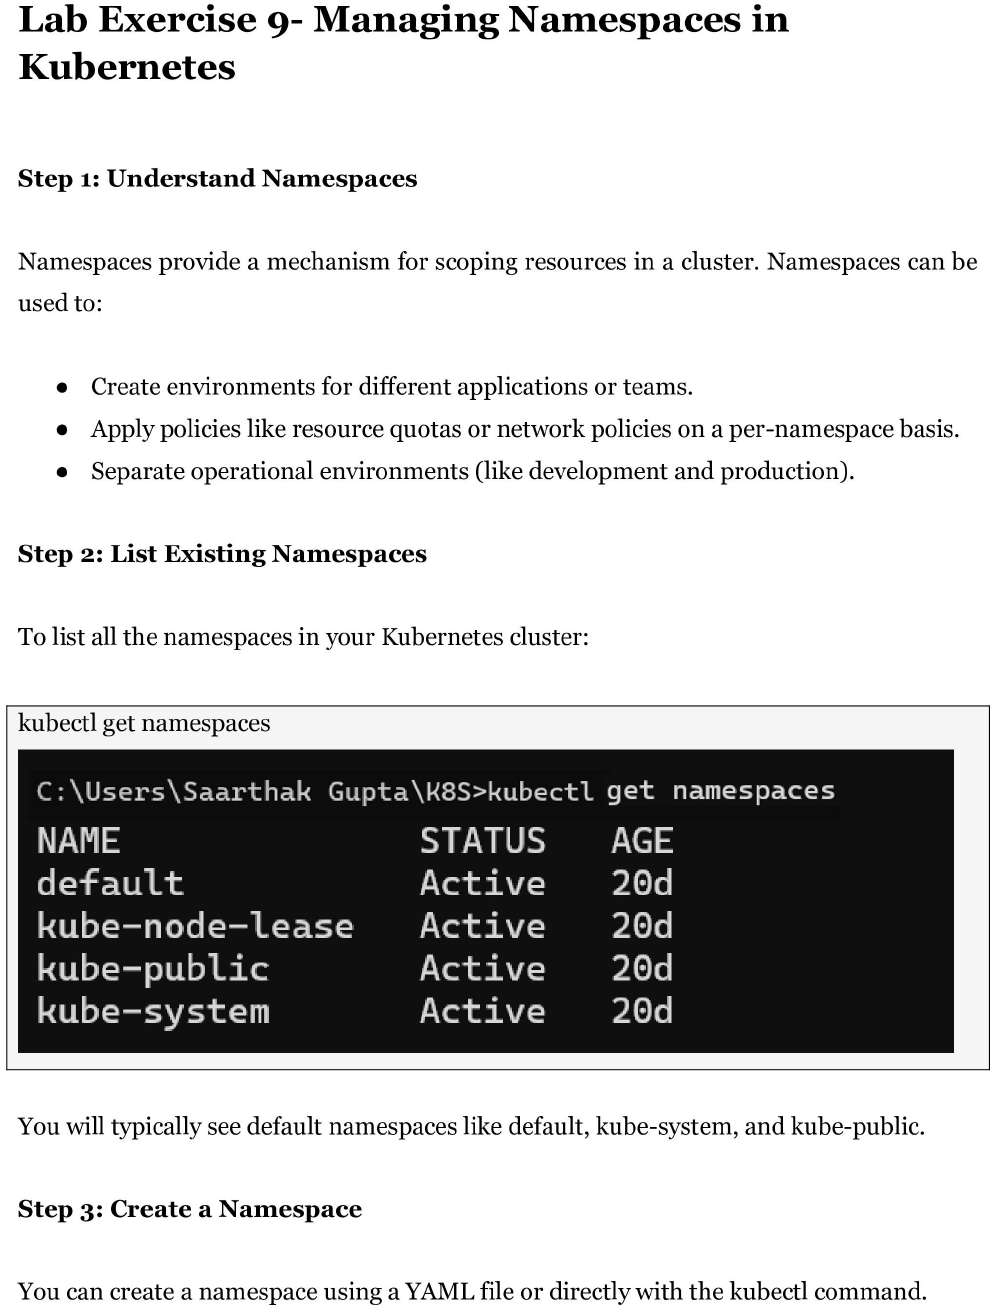 Lab Exercise 9- Managing Namespaces in
Kubernetes
Step 1: Understand Namespaces
Namespaces provide a mechanism for scoping resources in a cluster. Namespaces can be
used to:
● Create environments for different applications or teams.
● Apply policies like resource quotas or network policies on a per-namespace basis.
● Separate operational environments (like development and production).
Step 2: List Existing Namespaces
To list all the namespaces in your Kubernetes cluster:
kubectl get namespaces
C:\Users\Saarthak Gupta\K8S>kubectl get namespaces
NAME STATUS AGE
default Active 20d
kube-node-lease Active 20d
kube-public Active 20d
kube-system Active 20d
You will typically see default namespaces like default, kube-system, and kube-public.
Step 3: Create a Namespace
You can create a namespace using a YAML file or directly with the kubectl command.